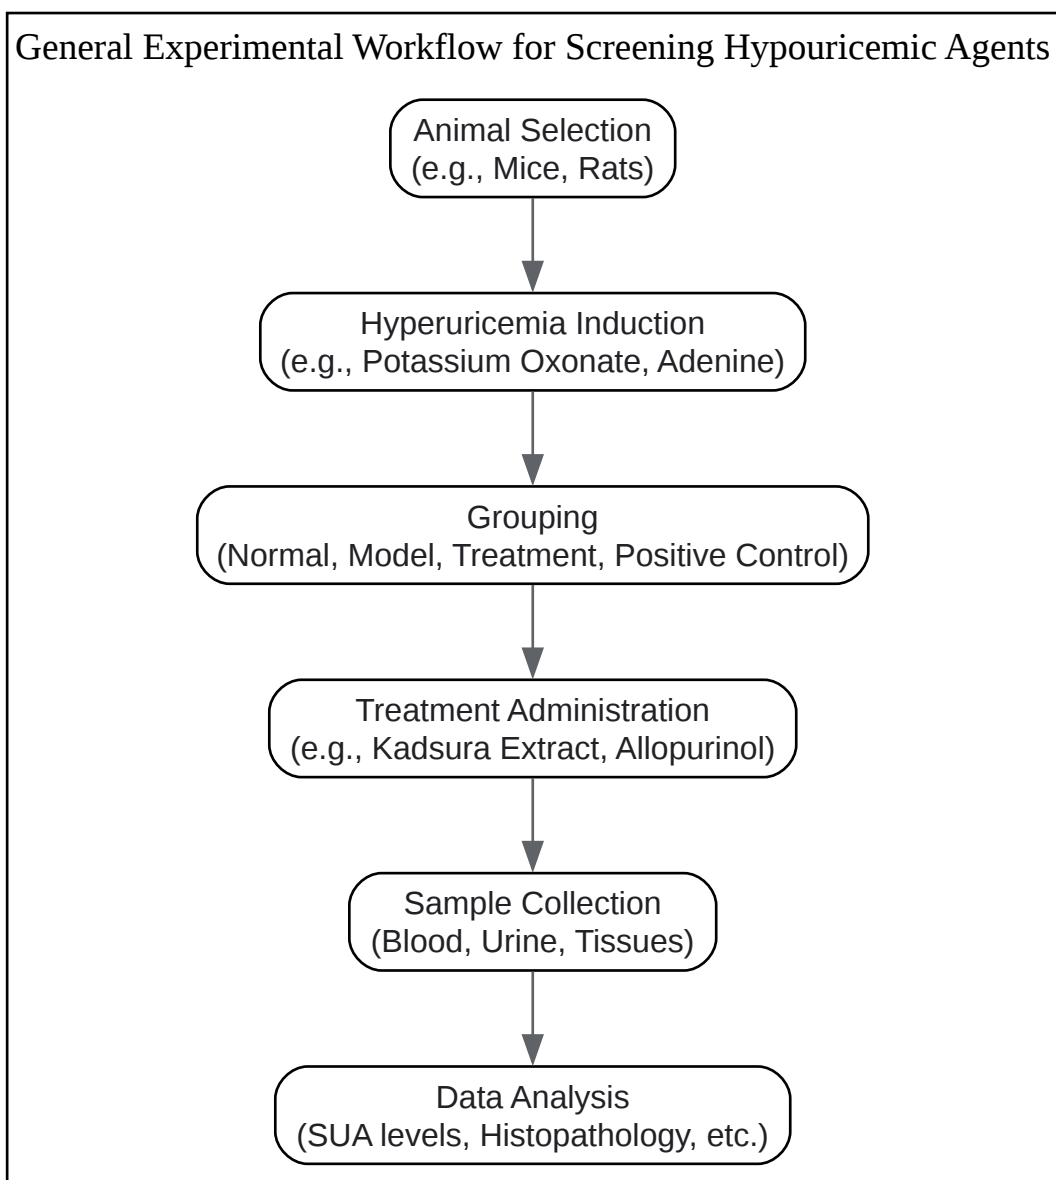 General Experimental Workflow for Screening Hypouricemic Agents
Animal Selection
(e.g., Mice, Rats)
Hyperuricemia Induction
(e.g., Potassium Oxonate, Adenine)
Grouping
(Normal, Model, Treatment, Positive Control)
Treatment Administration
(e.g., Kadsura Extract, Allopurinol)
Sample Collection
(Blood, Urine, Tissues)
Data Analysis
(SUA levels, Histopathology, etc.)